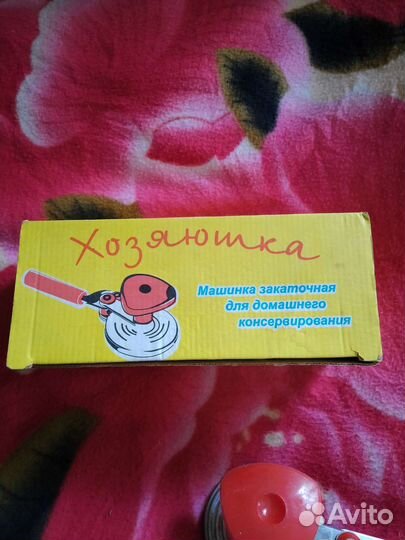 Хозяюшка
Машинка закаточная
для домашнего
консервирования
Avito